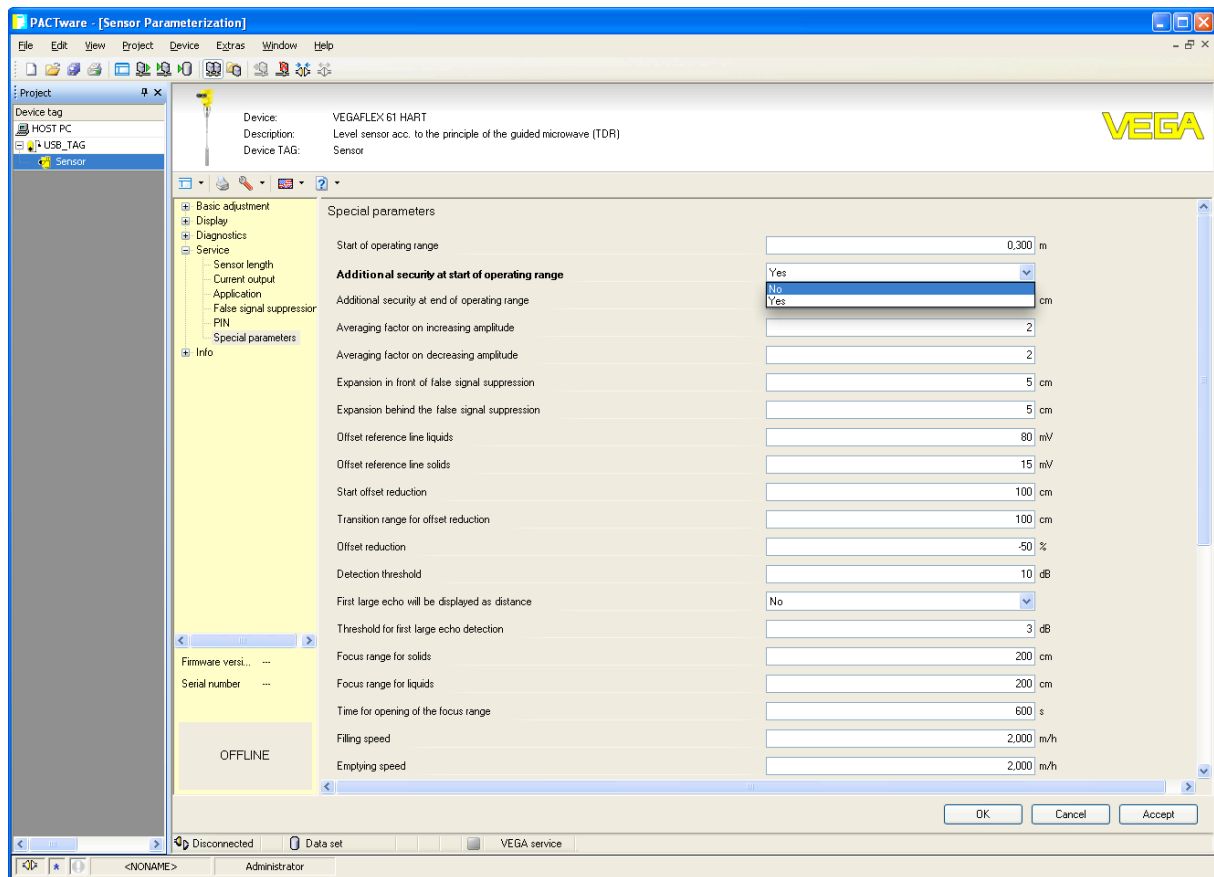 PACTware - [Sensor Parameterization]
File Edit View Project Device Extras Window Help
Project
Device tag
HOST PC
USB_TAG
Sensor
Device: VEGAFLEX 61 HART
Description: Level sensor acc. to the principle of the guided microwave (TDR)
Device TAG: Sensor
VEGA
Basic adjustment
Display
Diagnostics
Service
Sensor length
Current output
Application
False signal suppression
PIN
Special parameters
Info
Firmware versi... ---
Serial number ---
OFFLINE
Special parameters
Start of operating range 0,300 m
Additional security at start of operating range Yes
No
Yes
Additional security at end of operating range cm
Averaging factor on increasing amplitude 2
Averaging factor on decreasing amplitude 2
Expansion in front of false signal suppression 5 cm
Expansion behind the false signal suppression 5 cm
Offset reference line liquids 80 mV
Offset reference line solids 15 mV
Start offset reduction 100 cm
Transition range for offset reduction 100 cm
Offset reduction -50 %
Detection threshold 10 dB
First large echo will be displayed as distance No
Threshold for first large echo detection 3 dB
Focus range for solids 200 cm
Focus range for liquids 200 cm
Time for opening of the focus range 600 s
Filling speed 2,000 m/h
Emptying speed 2,000 m/h
OK Cancel Accept
Disconnected Data set VEGA service
<NONAME> Administrator